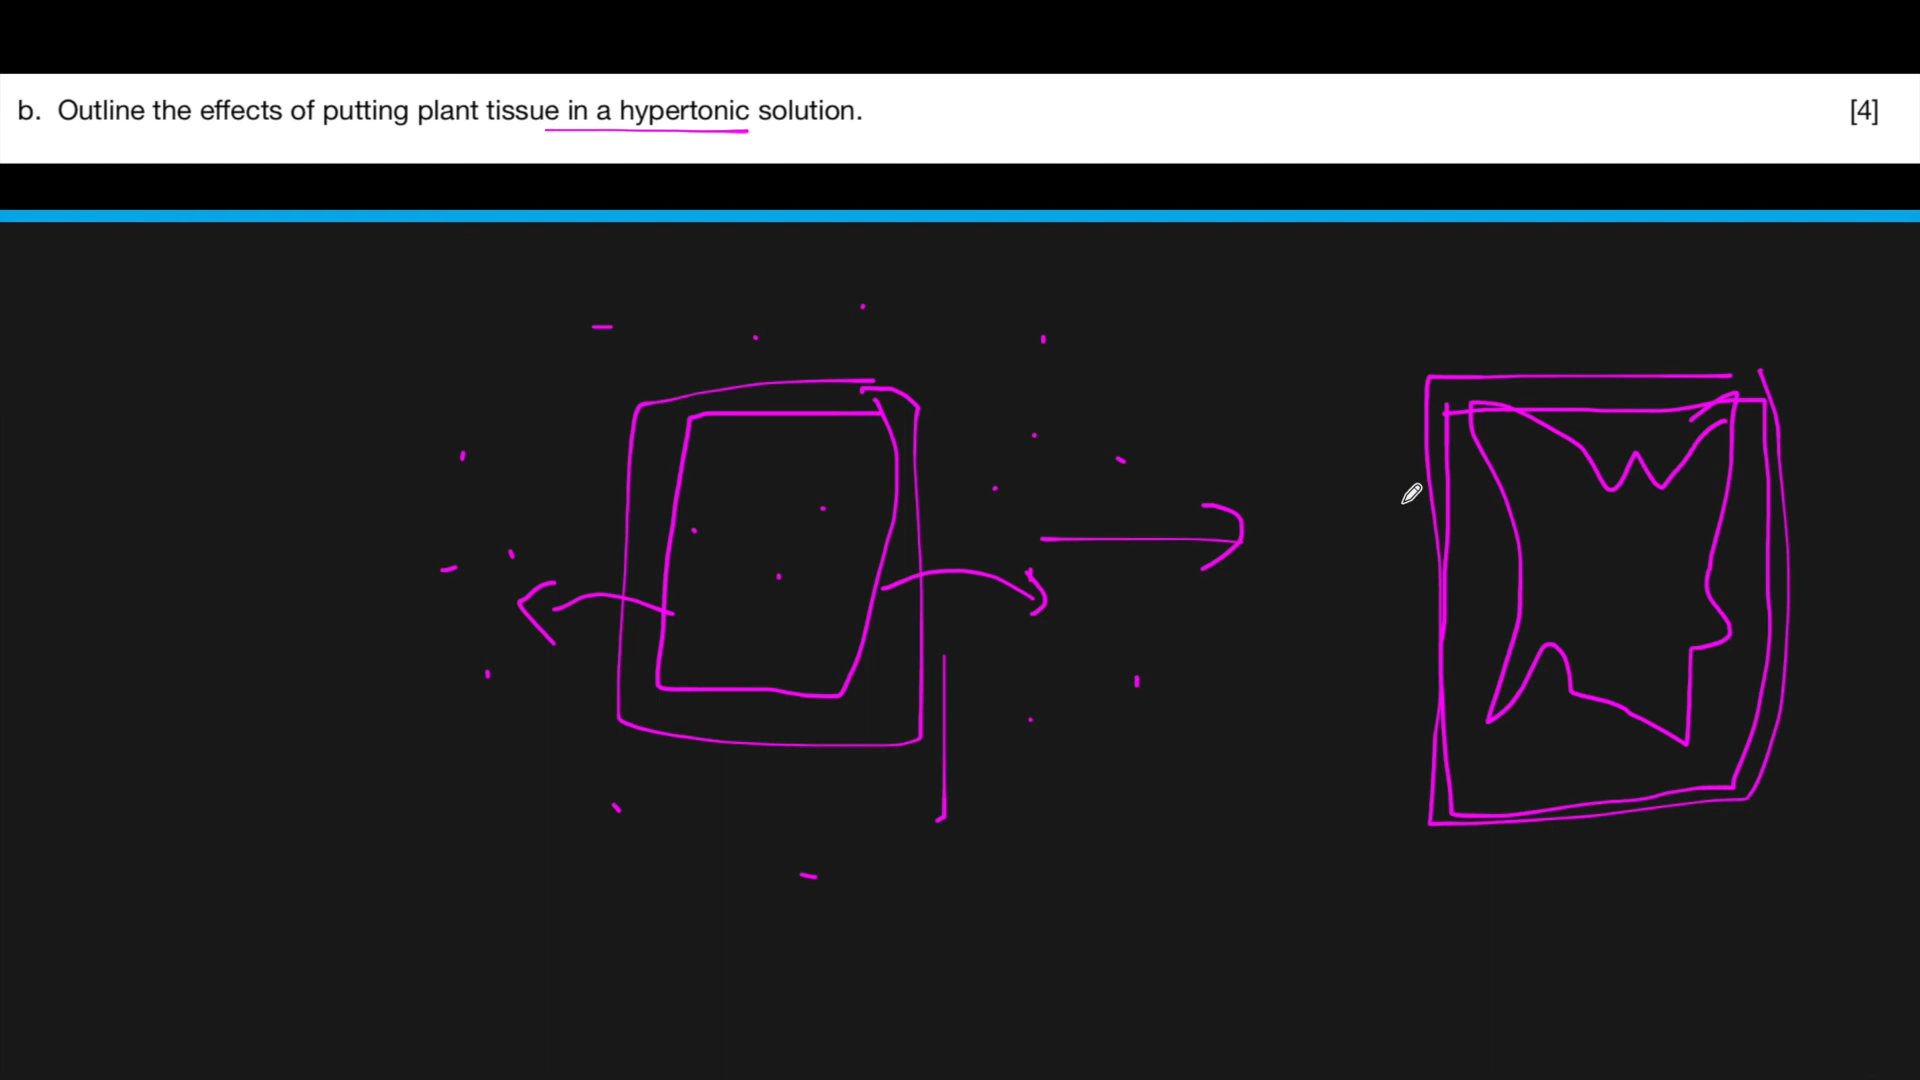 b. Outline the effects of putting plant tissue in a hypertonic solution. [4]